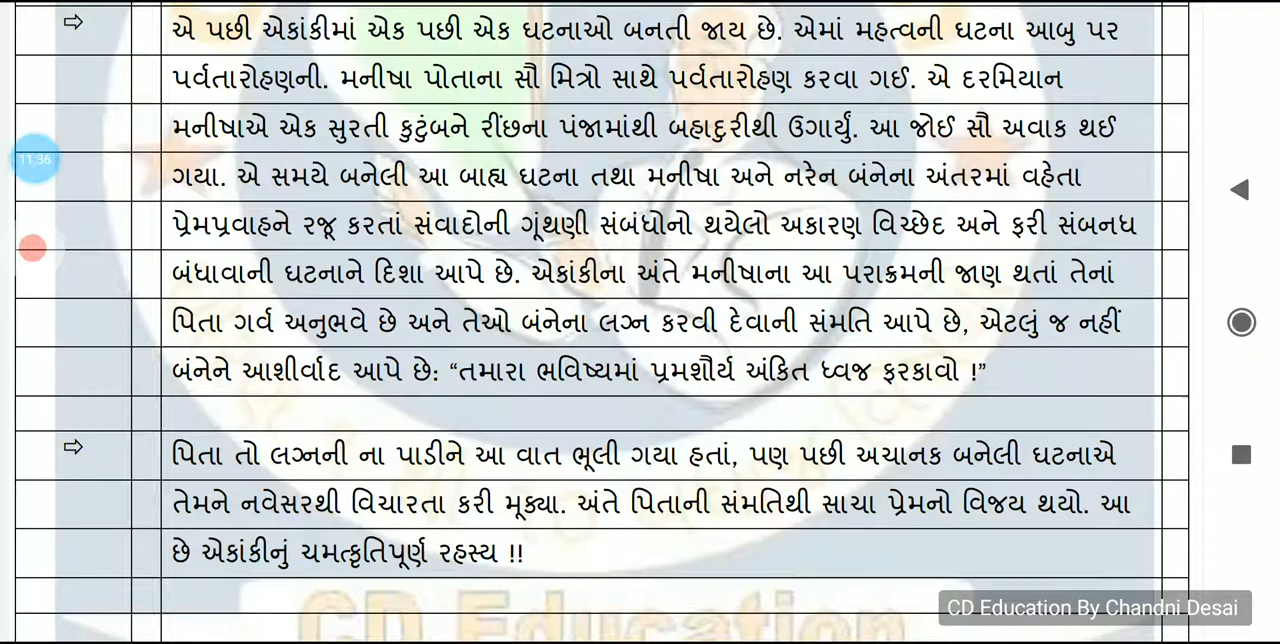 ⇨ એ પછી એકાંકીમાં એક પછી એક ઘટનાઓ બનતી જાય છે. એમાં મહત્વની ઘટના આબુ પર
પર્વતારોહણની. મનીષા પોતાના સૌ મિત્રો સાથે પર્વતારોહણ કરવા ગઈ. એ દરમિયાન
મનીષાએ એક સુરતી કુટુંબને રીંછના પંજામાંથી બહાદુરીથી ઉગાર્યું. આ જોઈ સૌ અવાક થઈ
11:36
ગયા. એ સમયે બનેલી આ બાહ્ય ઘટના તથા મનીષા અને નરેન બંનેના અંતરમાં વહેતા
પ્રેમપ્રવાહને રજૂ કરતાં સંવાદોની ગૂંથણી સંબંધોનો થયેલો અકારણ વિચ્છેદ અને ફરી સંબનધ
બંધાવાની ઘટનાને દિશા આપે છે. એકાંકીના અંતે મનીષાના આ પરાક્રમની જાણ થતાં તેનાં
પિતા ગર્વ અનુભવે છે અને તેઓ બંનેના લગ્ન કરવી દેવાની સંમતિ આપે છે, એટલું જ નહીં
બંનેને આશીર્વાદ આપે છે: “તમારા ભવિષ્યમાં પ્રમશૌર્ય અંકિત ધ્વજ ફરકાવો !”
⇨ પિતા તો લગ્નની ના પાડીને આ વાત ભૂલી ગયા હતાં, પણ પછી અચાનક બનેલી ઘટનાએ
તેમને નવેસરથી વિચારતા કરી મૂક્યા. અંતે પિતાની સંમતિથી સાચા પ્રેમનો વિજય થયો. આ
છે એકાંકીનું ચમત્કૃતિપૂર્ણ રહસ્ય !!
CD Education
CD Education By Chandni Desai